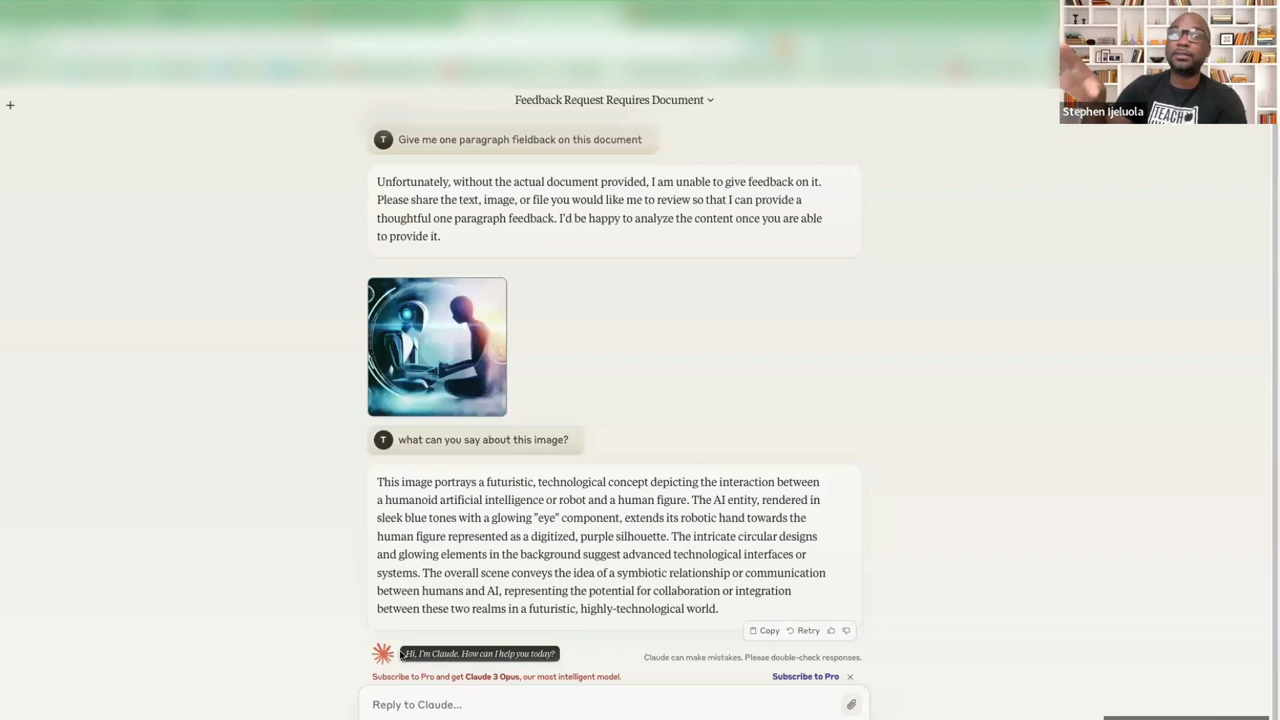 Feedback Request Requires Document
Stephen Ijeluola
TEACH
T
Give me one paragraph fieldback on this document
Unfortunately, without the actual document provided, I am unable to give feedback on it.
Please share the text, image, or file you would like me to review so that I can provide a
thoughtful one paragraph feedback. I'd be happy to analyze the content once you are able
to provide it.
T
what can you say about this image?
This image portrays a futuristic, technological concept depicting the interaction between
a humanoid artificial intelligence or robot and a human figure. The AI entity, rendered in
sleek blue tones with a glowing "eye" component, extends its robotic hand towards the
human figure represented as a digitized, purple silhouette. The intricate circular designs
and glowing elements in the background suggest advanced technological interfaces or
systems. The overall scene conveys the idea of a symbiotic relationship or communication
between humans and AI, representing the potential for collaboration or integration
between these two realms in a futuristic, highly-technological world.
Copy Retry
Hi, I'm Claude. How can I help you today?
Claude can make mistakes. Please double-check responses.
Subscribe to Pro and get Claude 3 Opus, our most intelligent model.
Subscribe to Pro
Reply to Claude...